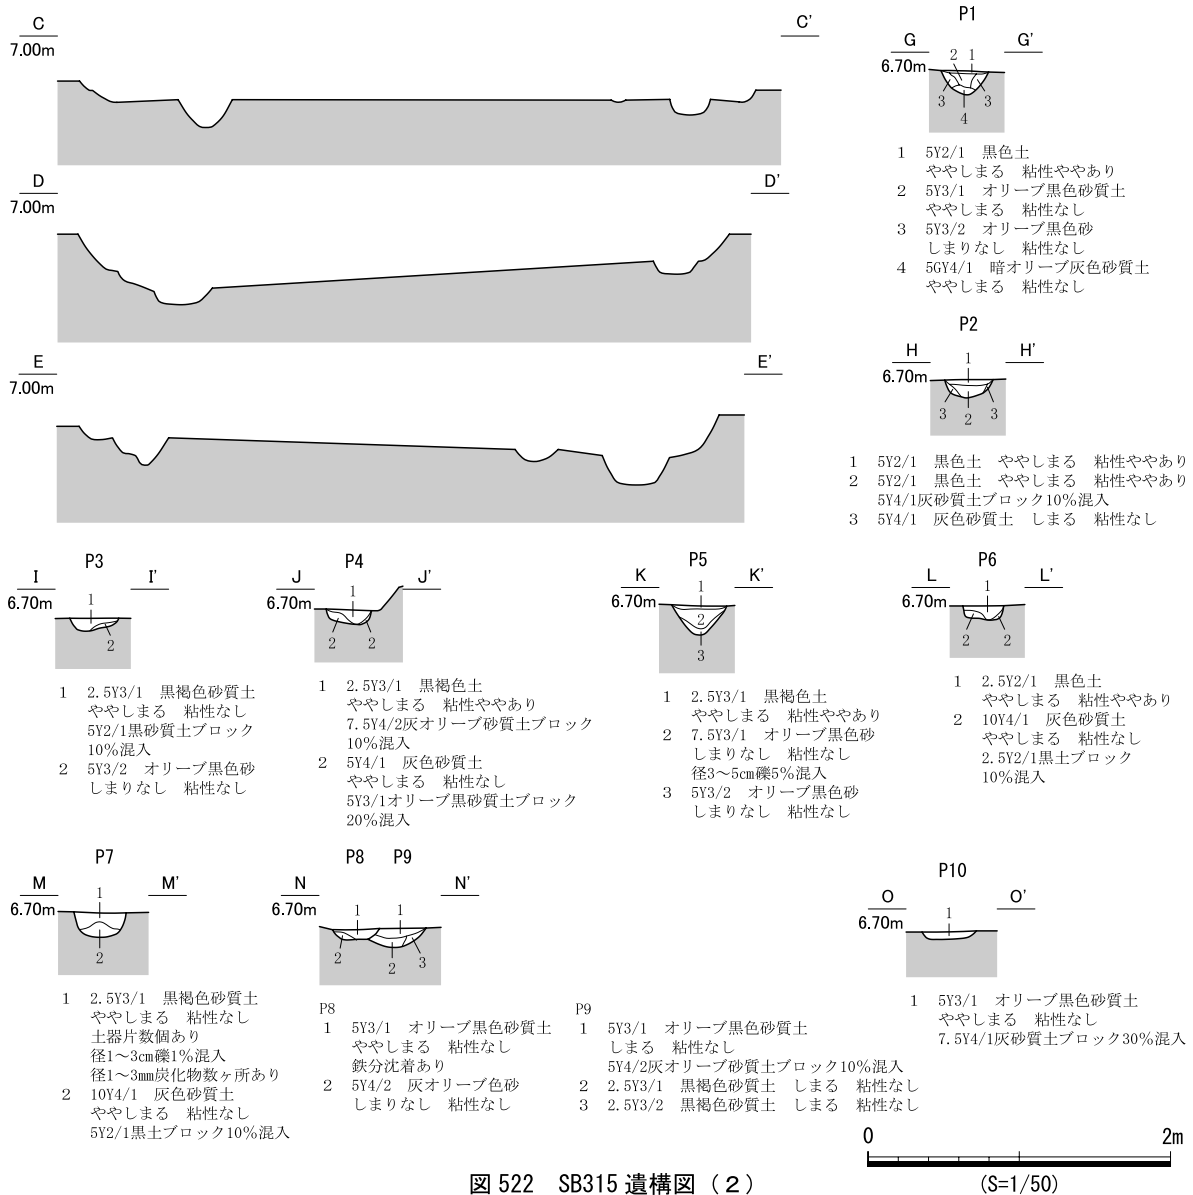 C C'
7.00m
D D'
7.00m
E E'
7.00m
P1
G G'
6.70m
2 1
3 3
4
1 5Y2/1 黒色土
ややしまる 粘性ややあり
2 5Y3/1 オリーブ黒色砂質土
ややしまる 粘性なし
3 5Y3/2 オリーブ黒色砂
しまりなし 粘性なし
4 5GY4/1 暗オリーブ灰色砂質土
ややしまる 粘性なし
P2
H H'
6.70m
1
3 2 3
1 5Y2/1 黒色土 ややしまる 粘性ややあり
2 5Y2/1 黒色土 ややしまる 粘性ややあり
5Y4/1灰砂質土ブロック10%混入
3 5Y4/1 灰色砂質土 しまる 粘性なし
P3
I I'
6.70m
1
2
1 2.5Y3/1 黒褐色砂質土
ややしまる 粘性なし
5Y2/1黒砂質土ブロック
10%混入
2 5Y3/2 オリーブ黒色砂
しまりなし 粘性なし
P4
J J'
6.70m
1
2 2
1 2.5Y3/1 黒褐色土
ややしまる 粘性ややあり
7.5Y4/2灰オリーブ砂質土ブロック
10%混入
2 5Y4/1 灰色砂質土
ややしまる 粘性なし
5Y3/1オリーブ黒砂質土ブロック
20%混入
P5
K K'
6.70m
1
2
3
1 2.5Y3/1 黒褐色土
ややしまる 粘性ややあり
2 7.5Y3/1 オリーブ黒色砂
しまりなし 粘性なし
径3〜5cm礫5%混入
3 5Y3/2 オリーブ黒色砂
しまりなし 粘性なし
P6
L L'
6.70m
1
2 2
1 2.5Y2/1 黒色土
ややしまる 粘性ややあり
2 10Y4/1 灰色砂質土
ややしまる 粘性なし
2.5Y2/1黒土ブロック
10%混入
P7
M M'
6.70m
1
2
1 2.5Y3/1 黒褐色砂質土
ややしまる 粘性なし
土器片数個あり
径1〜3cm礫1%混入
径1〜3mm炭化物数ヶ所あり
2 10Y4/1 灰色砂質土
ややしまる 粘性なし
5Y2/1黒土ブロック10%混入
P8 P9
N N'
6.70m
1 1
2 2 3
P8
1 5Y3/1 オリーブ黒色砂質土
ややしまる 粘性なし
鉄分沈着あり
2 5Y4/2 灰オリーブ色砂
しまりなし 粘性なし
P9
1 5Y3/1 オリーブ黒色砂質土
しまる 粘性なし
5Y4/2灰オリーブ砂質土ブロック10%混入
2 2.5Y3/1 黒褐色砂質土 しまる 粘性なし
3 2.5Y3/2 黒褐色砂質土 しまる 粘性なし
P10
O O'
6.70m
1
1 5Y3/1 オリーブ黒色砂質土
ややしまる 粘性なし
7.5Y4/1灰砂質土ブロック30%混入
0 2m
(S=1/50)
図 522 SB315 遺構図（2）